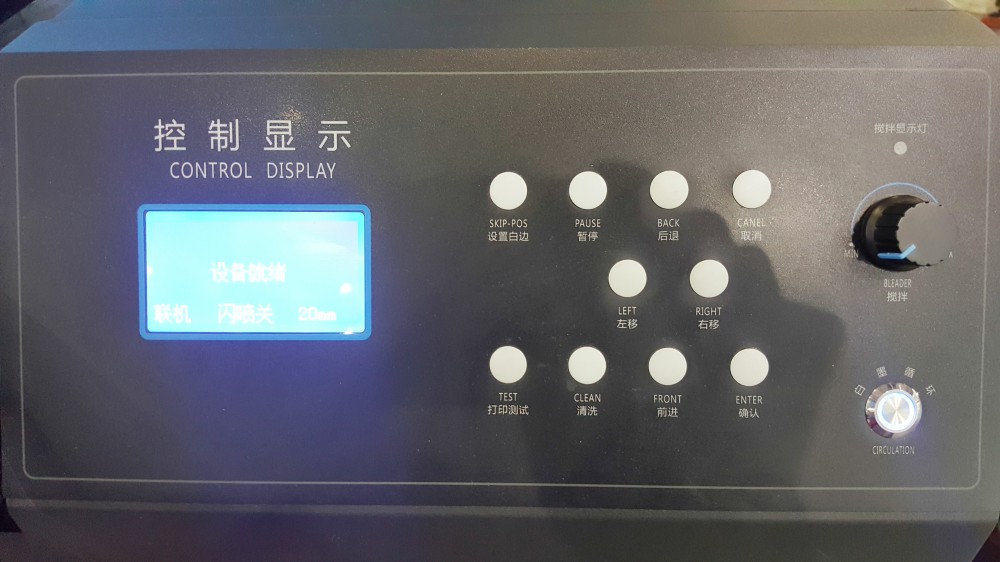 控制显示
CONTROL DISPLAY
设备就绪
联机 闪喷关 20mm
SKIP-POS
设置白边
PAUSE
暂停
BACK
后退
CANEL
取消
LEFT
左移
RIGHT
右移
TEST
打印测试
CLEAN
清洗
FRONT
前进
ENTER
确认
搅拌显示灯
MIN
BLEADER
搅拌
白墨循环
CIRCULATION